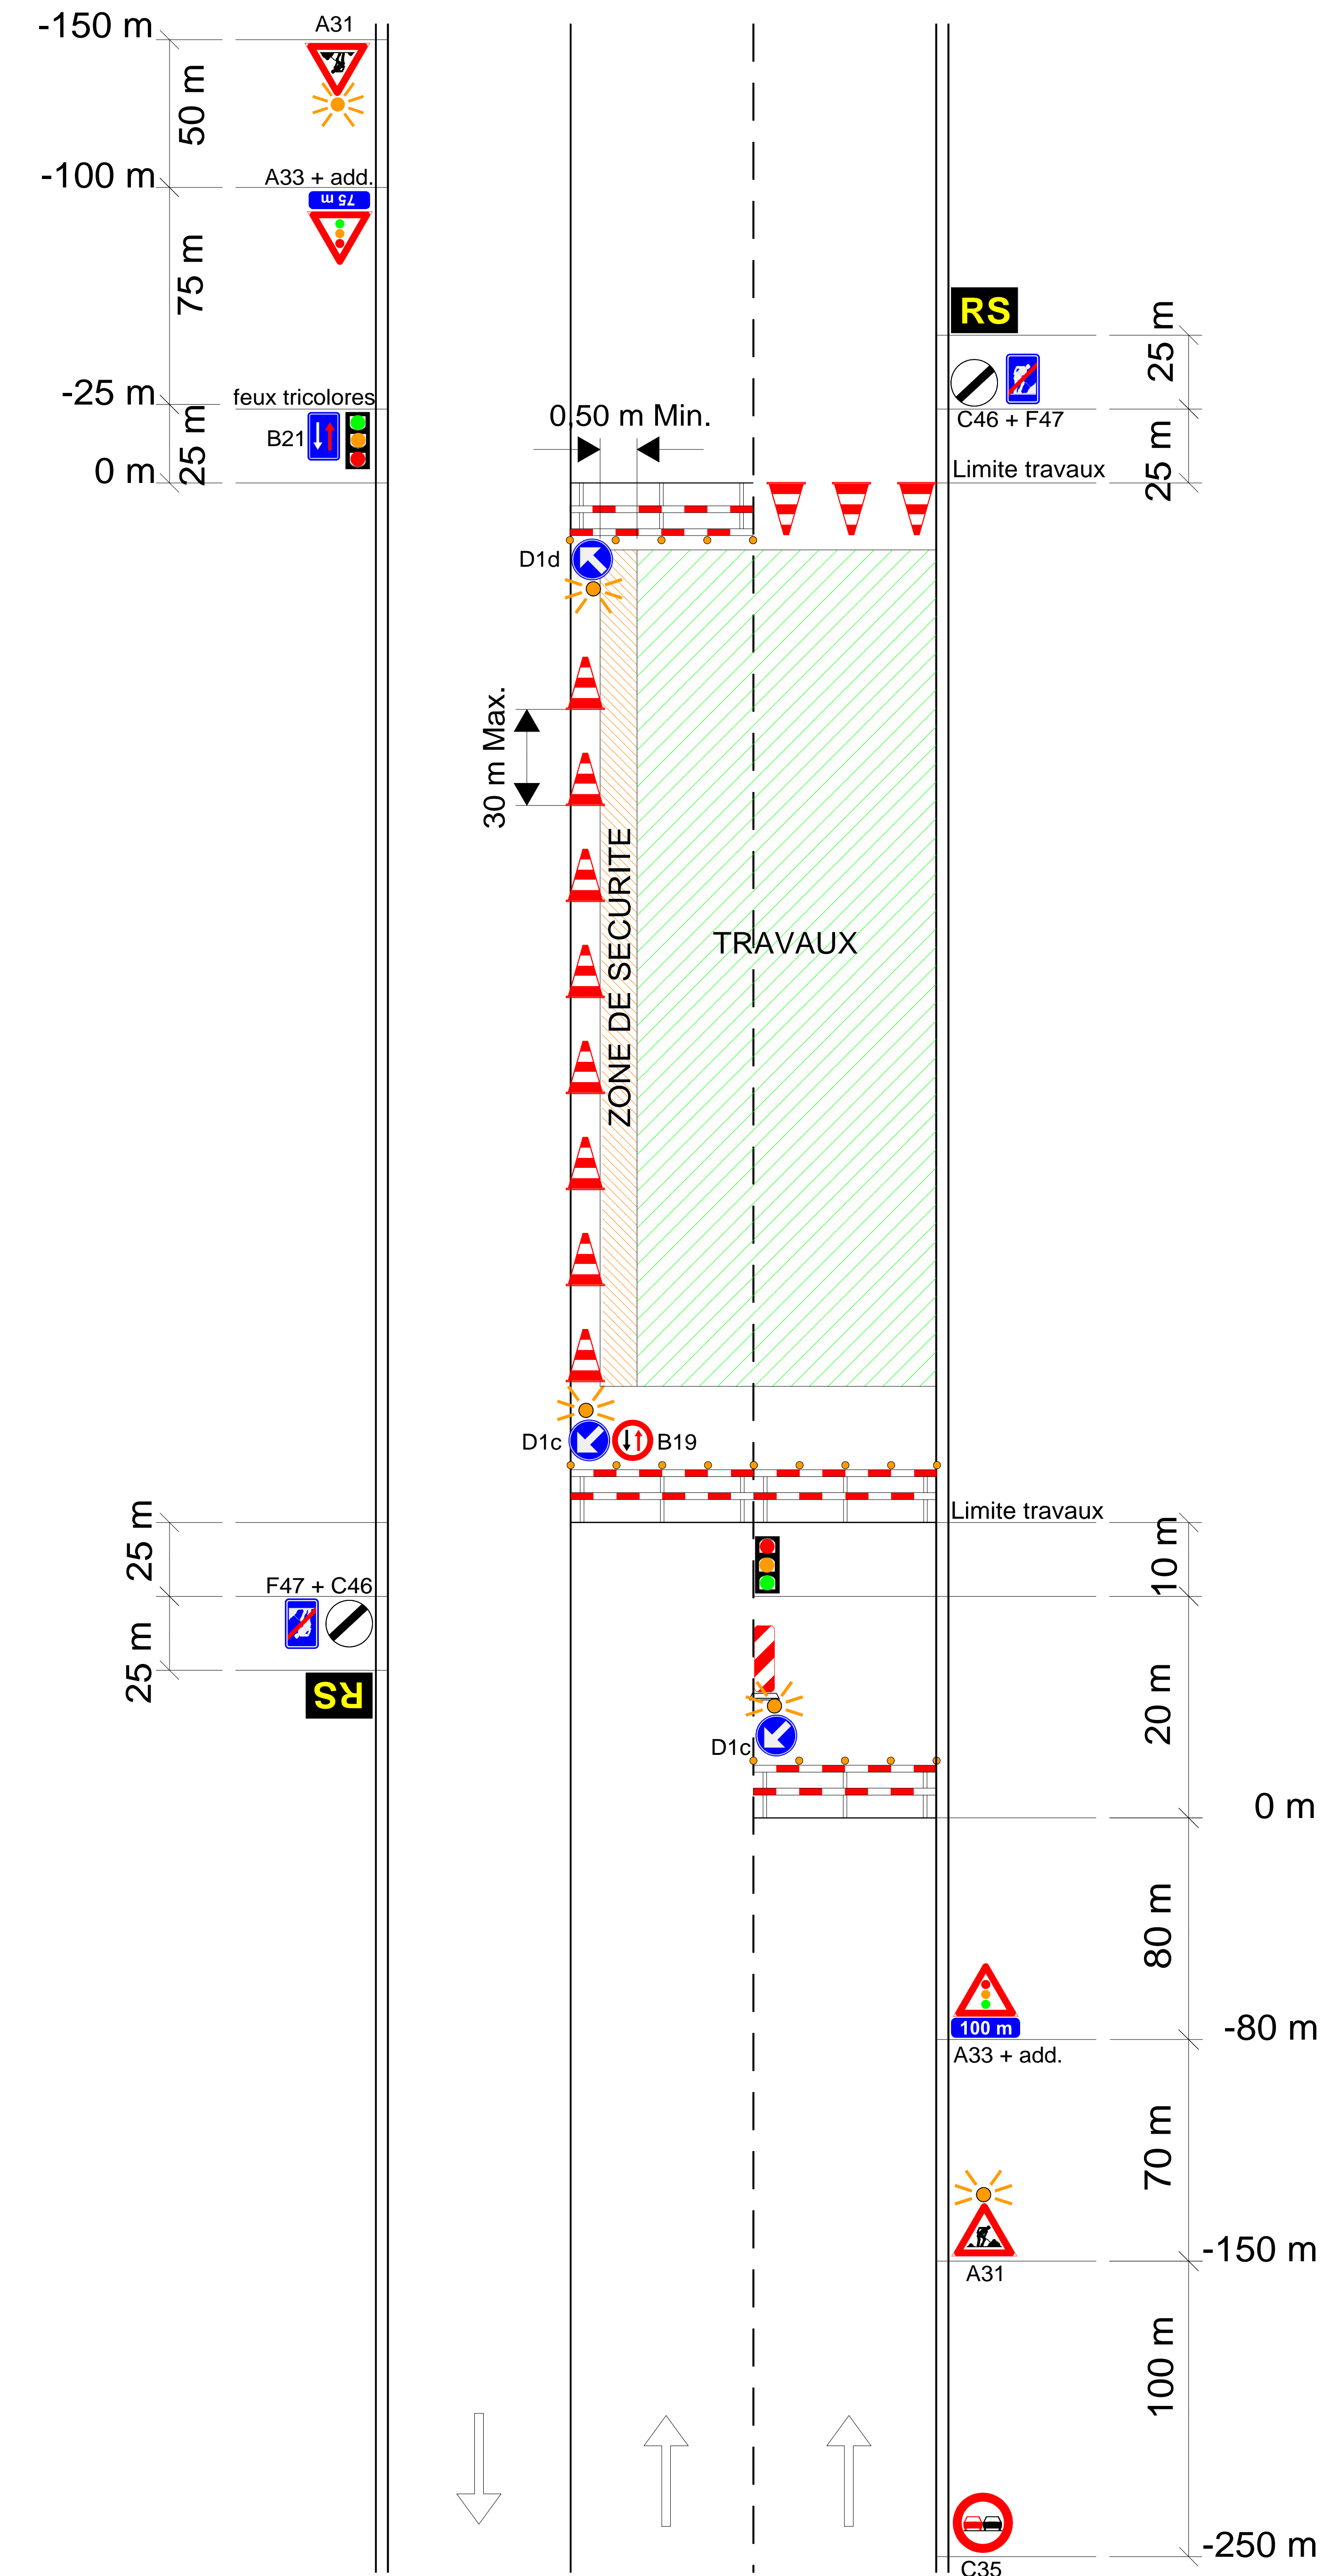 -150 m
A31
50 m
-100 m
A33 + add.
75 m
75 m
RS
25 m
-25 m
feux tricolores
B21
25 m
0 m
C46 + F47
25 m
0,50 m Min.
Limite travaux
D1d
30 m Max.
ZONE DE SECURITE
TRAVAUX
D1c
B19
Limite travaux
25 m
10 m
F47 + C46
25 m
RS
20 m
D1c
0 m
80 m
100 m
-80 m
A33 + add.
70 m
-150 m
A31
100 m
-250 m
C35